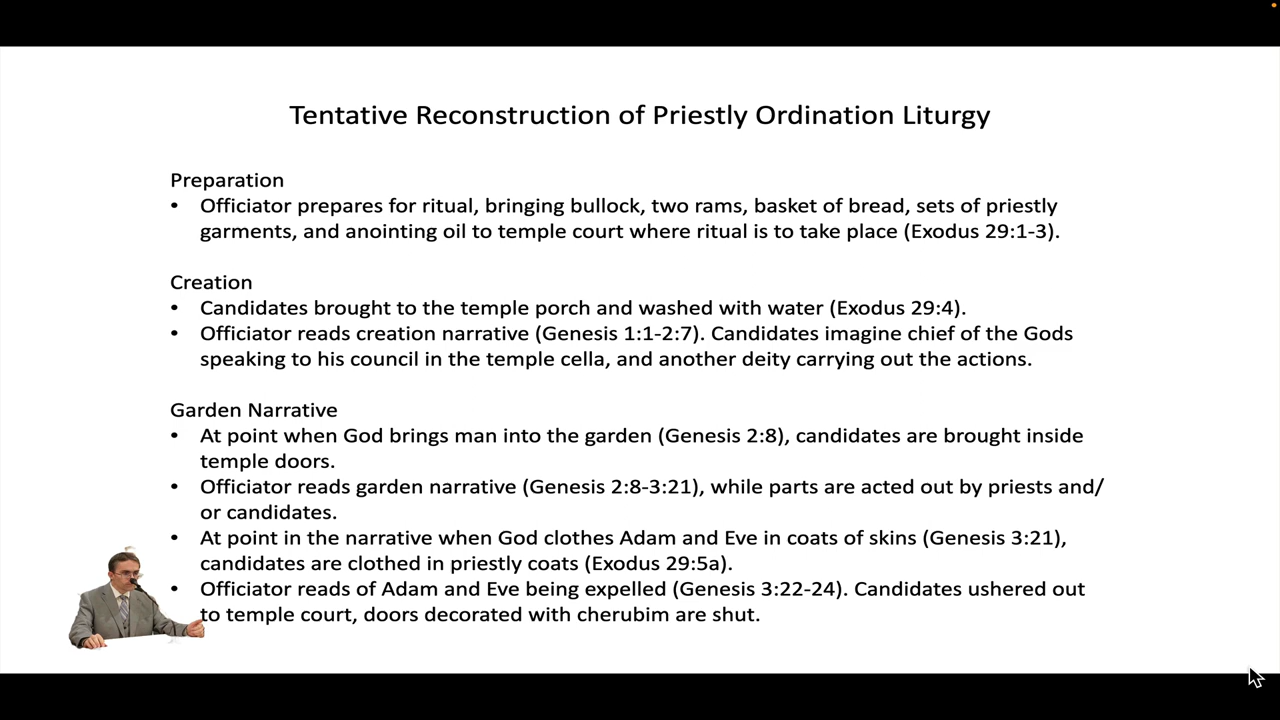 Tentative Reconstruction of Priestly Ordination Liturgy
Preparation
• Officiator prepares for ritual, bringing bullock, two rams, basket of bread, sets of priestly
garments, and anointing oil to temple court where ritual is to take place (Exodus 29:1-3).
Creation
• Candidates brought to the temple porch and washed with water (Exodus 29:4).
• Officiator reads creation narrative (Genesis 1:1-2:7). Candidates imagine chief of the Gods
speaking to his council in the temple cella, and another deity carrying out the actions.
Garden Narrative
• At point when God brings man into the garden (Genesis 2:8), candidates are brought inside
temple doors.
• Officiator reads garden narrative (Genesis 2:8-3:21), while parts are acted out by priests and/
or candidates.
• At point in the narrative when God clothes Adam and Eve in coats of skins (Genesis 3:21),
candidates are clothed in priestly coats (Exodus 29:5a).
• Officiator reads of Adam and Eve being expelled (Genesis 3:22-24). Candidates ushered out
to temple court, doors decorated with cherubim are shut.